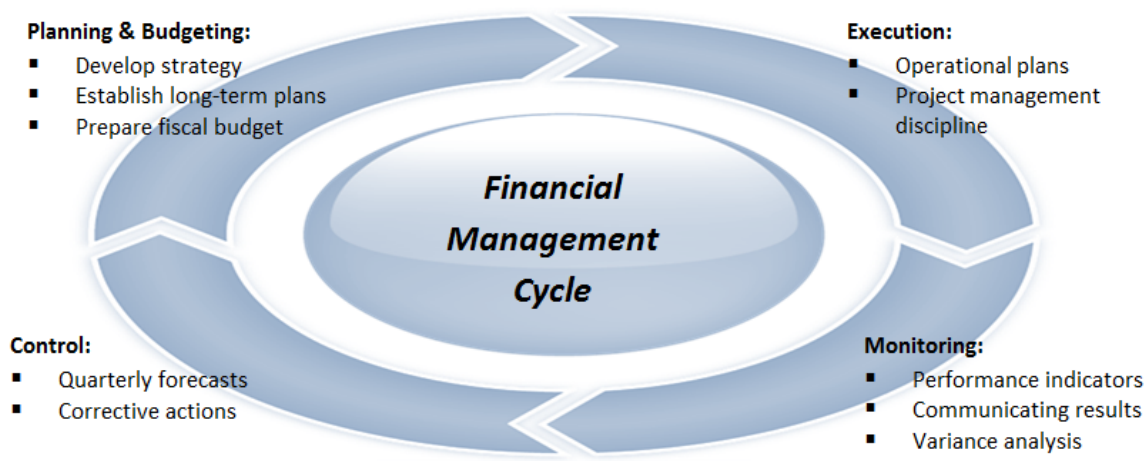 Planning & Budgeting:
▪ Develop strategy
▪ Establish long-term plans
▪ Prepare fiscal budget
Execution:
▪ Operational plans
▪ Project management
discipline
Financial
Management
Cycle
Control:
▪ Quarterly forecasts
▪ Corrective actions
Monitoring:
▪ Performance indicators
▪ Communicating results
▪ Variance analysis